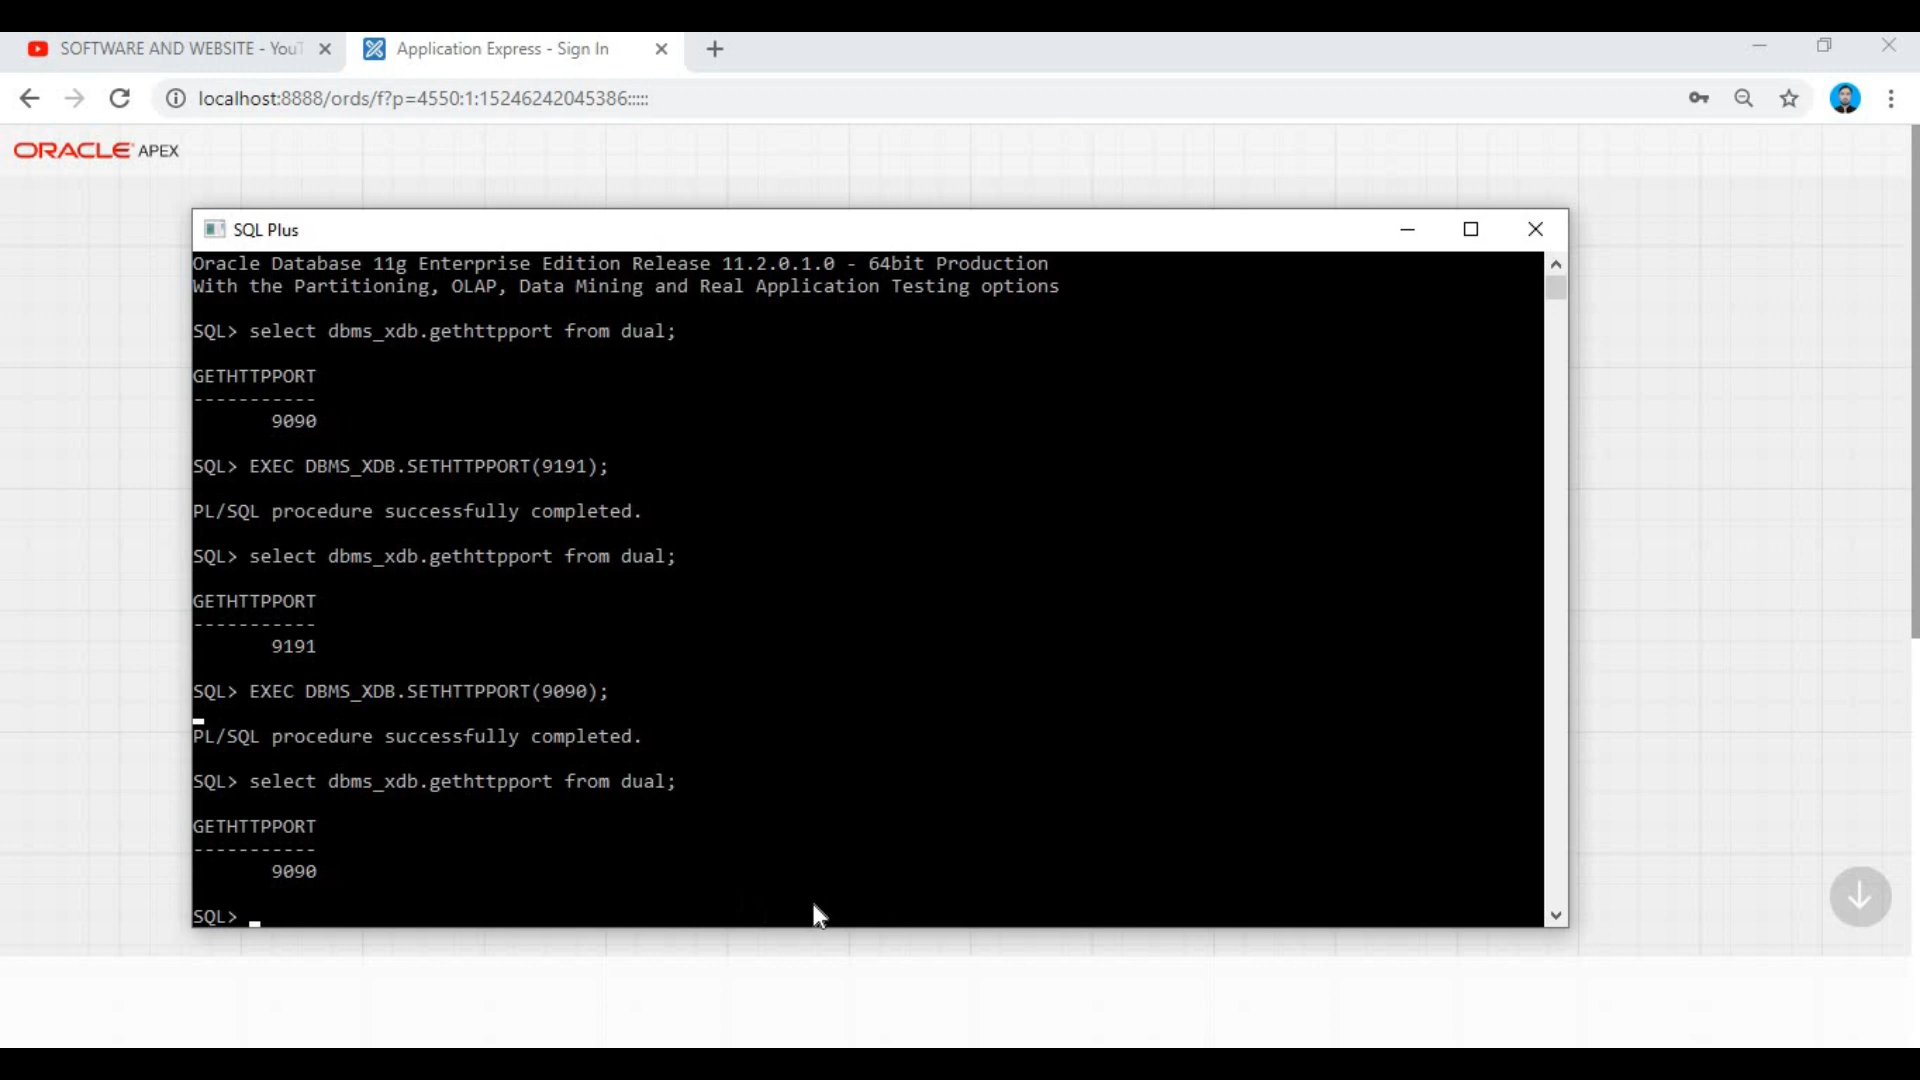 SOFTWARE AND WEBSITE - YouT
Application Express - Sign In
localhost:8888/ords/f?p=4550:1:15246242045386:::::
ORACLE APEX
SQL Plus
Oracle Database 11g Enterprise Edition Release 11.2.0.1.0 - 64bit Production
With the Partitioning, OLAP, Data Mining and Real Application Testing options
SQL> select dbms_xdb.gethttpport from dual;
GETHTTPPORT
-----------
9090
SQL> EXEC DBMS_XDB.SETHTTPPORT(9191);
PL/SQL procedure successfully completed.
SQL> select dbms_xdb.gethttpport from dual;
GETHTTPPORT
-----------
9191
SQL> EXEC DBMS_XDB.SETHTTPPORT(9090);
PL/SQL procedure successfully completed.
SQL> select dbms_xdb.gethttpport from dual;
GETHTTPPORT
-----------
9090
SQL>